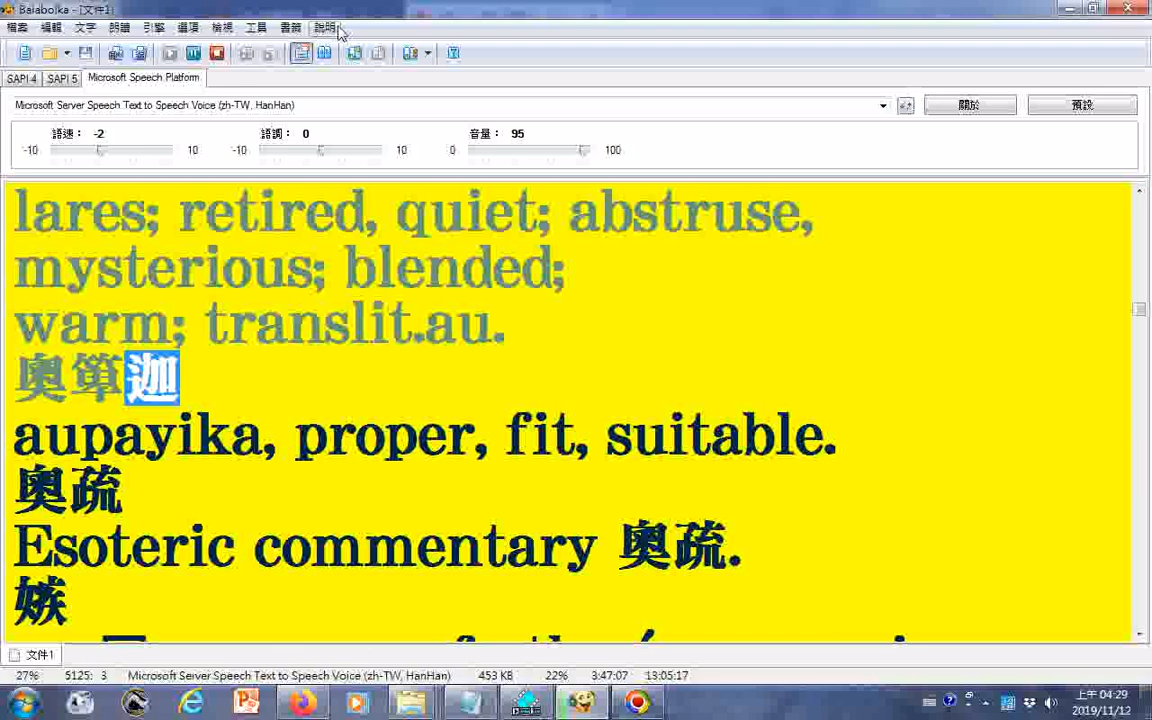 Balabolka - [文件1]
檔案 編輯 文字 朗讀 引擎 選項 檢視 工具 書籤 說明
SAPI 4 SAPI 5 Microsoft Speech Platform
Microsoft Server Speech Text to Speech Voice (zh-TW, HanHan) 關於 預設
語速： -2 語調： 0 音量： 95
-10 10 -10 10 0 100
lares; retired, quiet; abstruse,
mysterious; blended;
warm; translit.au.
奧箄迦
aupayika, proper, fit, suitable.
奧疏
Esoteric commentary 奧疏.
嫉
文件1
27% 5125: 3 Microsoft Server Speech Text to Speech Voice (zh-TW, HanHan) 453 KB 22% 3:47:07 13:05:17
上午 04:29
2019/11/12